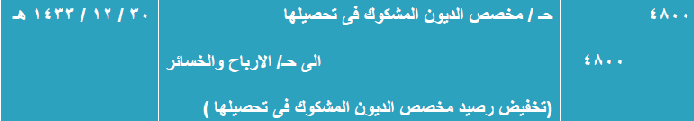 ٤٨٠٠ حـ / مخصص الديون المشكوك فى تحصيلها ٣٠ / ١٢ / ١٤٣٣ هـ
٤٨٠٠ الى حـ/ الارباح والخسائر
(تخفيض رصيد مخصص الديون المشكوك فى تحصيلها )